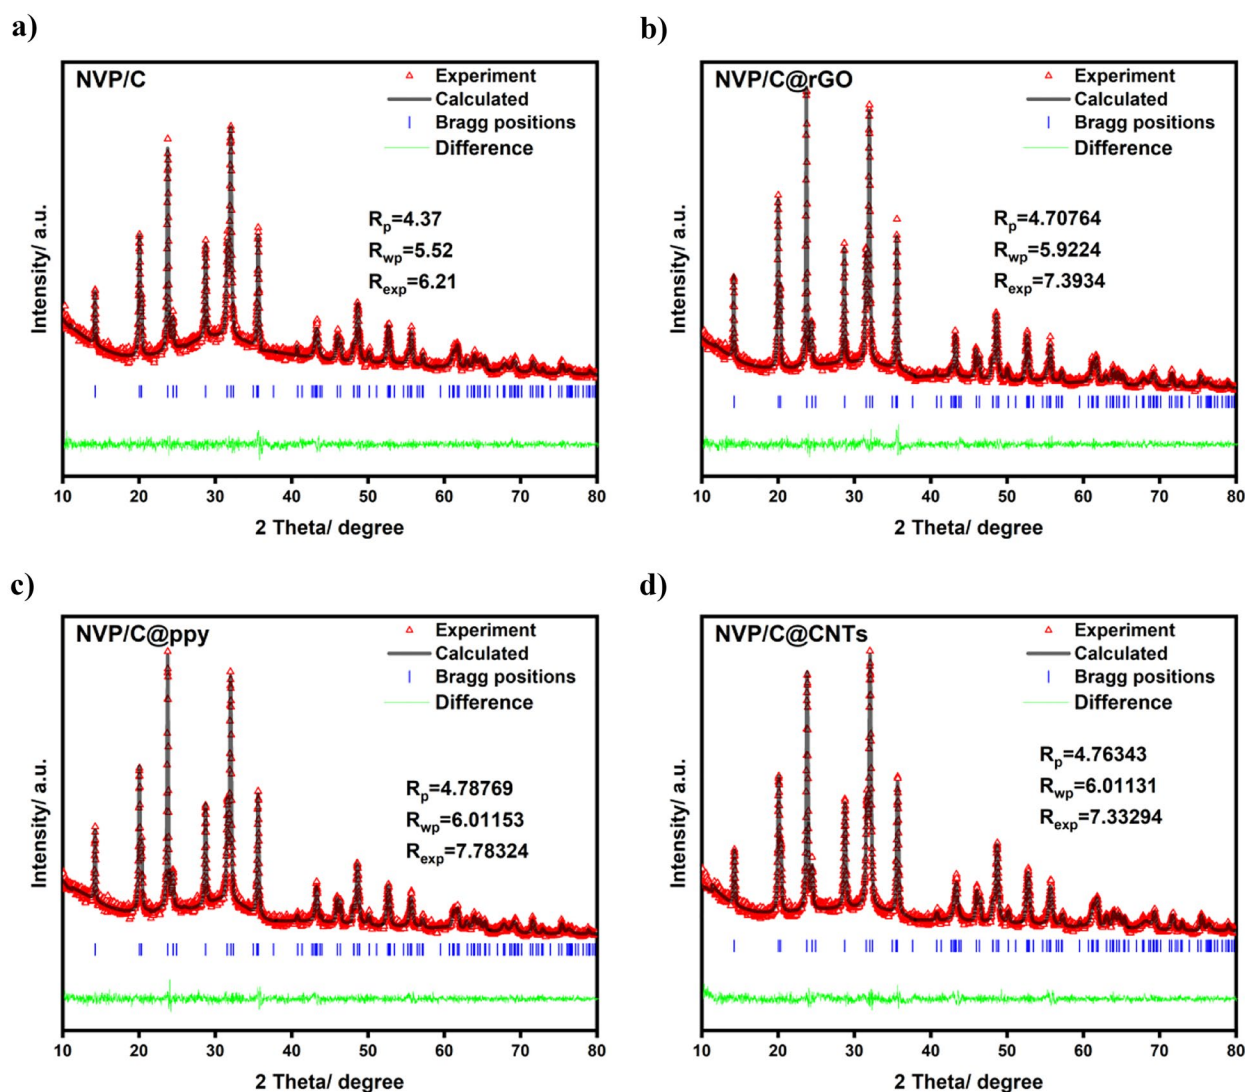 a)
NVP/C
Experiment
Calculated
Bragg positions
Difference
Rp=4.37
Rwp=5.52
Rexp=6.21
Intensity/ a.u.
10 20 30 40 50 60 70 80
2 Theta/ degree
b)
NVP/C@rGO
Experiment
Calculated
Bragg positions
Difference
Rp=4.70764
Rwp=5.9224
Rexp=7.3934
Intensity/ a.u.
10 20 30 40 50 60 70 80
2 Theta/ degree
c)
NVP/C@ppy
Experiment
Calculated
Bragg positions
Difference
Rp=4.78769
Rwp=6.01153
Rexp=7.78324
Intensity/ a.u.
10 20 30 40 50 60 70 80
2 Theta/ degree
d)
NVP/C@CNTs
Experiment
Calculated
Bragg positions
Difference
Rp=4.76343
Rwp=6.01131
Rexp=7.33294
Intensity/ a.u.
10 20 30 40 50 60 70 80
2 Theta/ degree